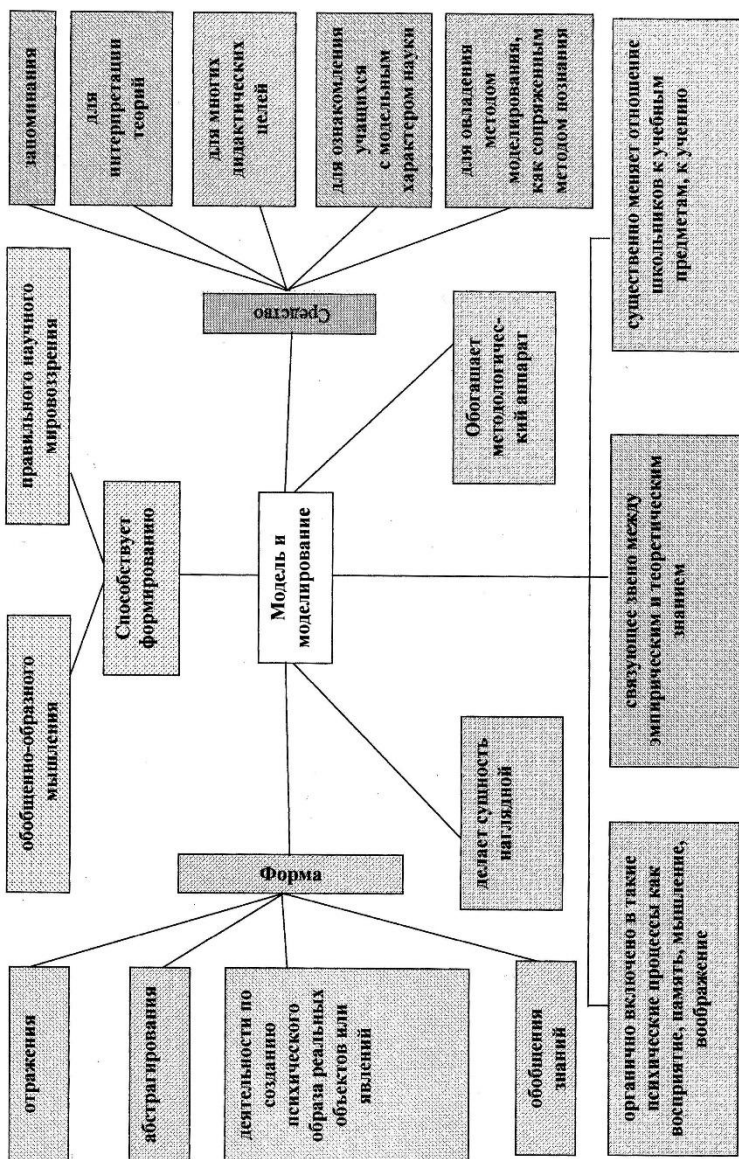 отражения
абстрагирования
деятельности по
созданию
психического
образа реальных
объектов или
явлений
обобщения
знаний
Форма
обобщенно-образного
мышления
правильного научного
мировоззрения
Способствует
формированию
Модель и
моделирование
Средство
запоминания
для
интерпретации
теорий
для многих
дидактических
целей
для ознакомления
учащихся
с модельным
характером науки
для овладения
методом
моделирования,
как сопряженным
методом познания
делает сущность
наглядной
Обогащает
методологичес-
кий аппарат
органично включено в такие
психические процессы как
восприятие, память, мышление,
воображение
связующее звено между
эмпирическим и теоретическим
знанием
существенно меняет отношение
школьников к учебным
предметам, к учению